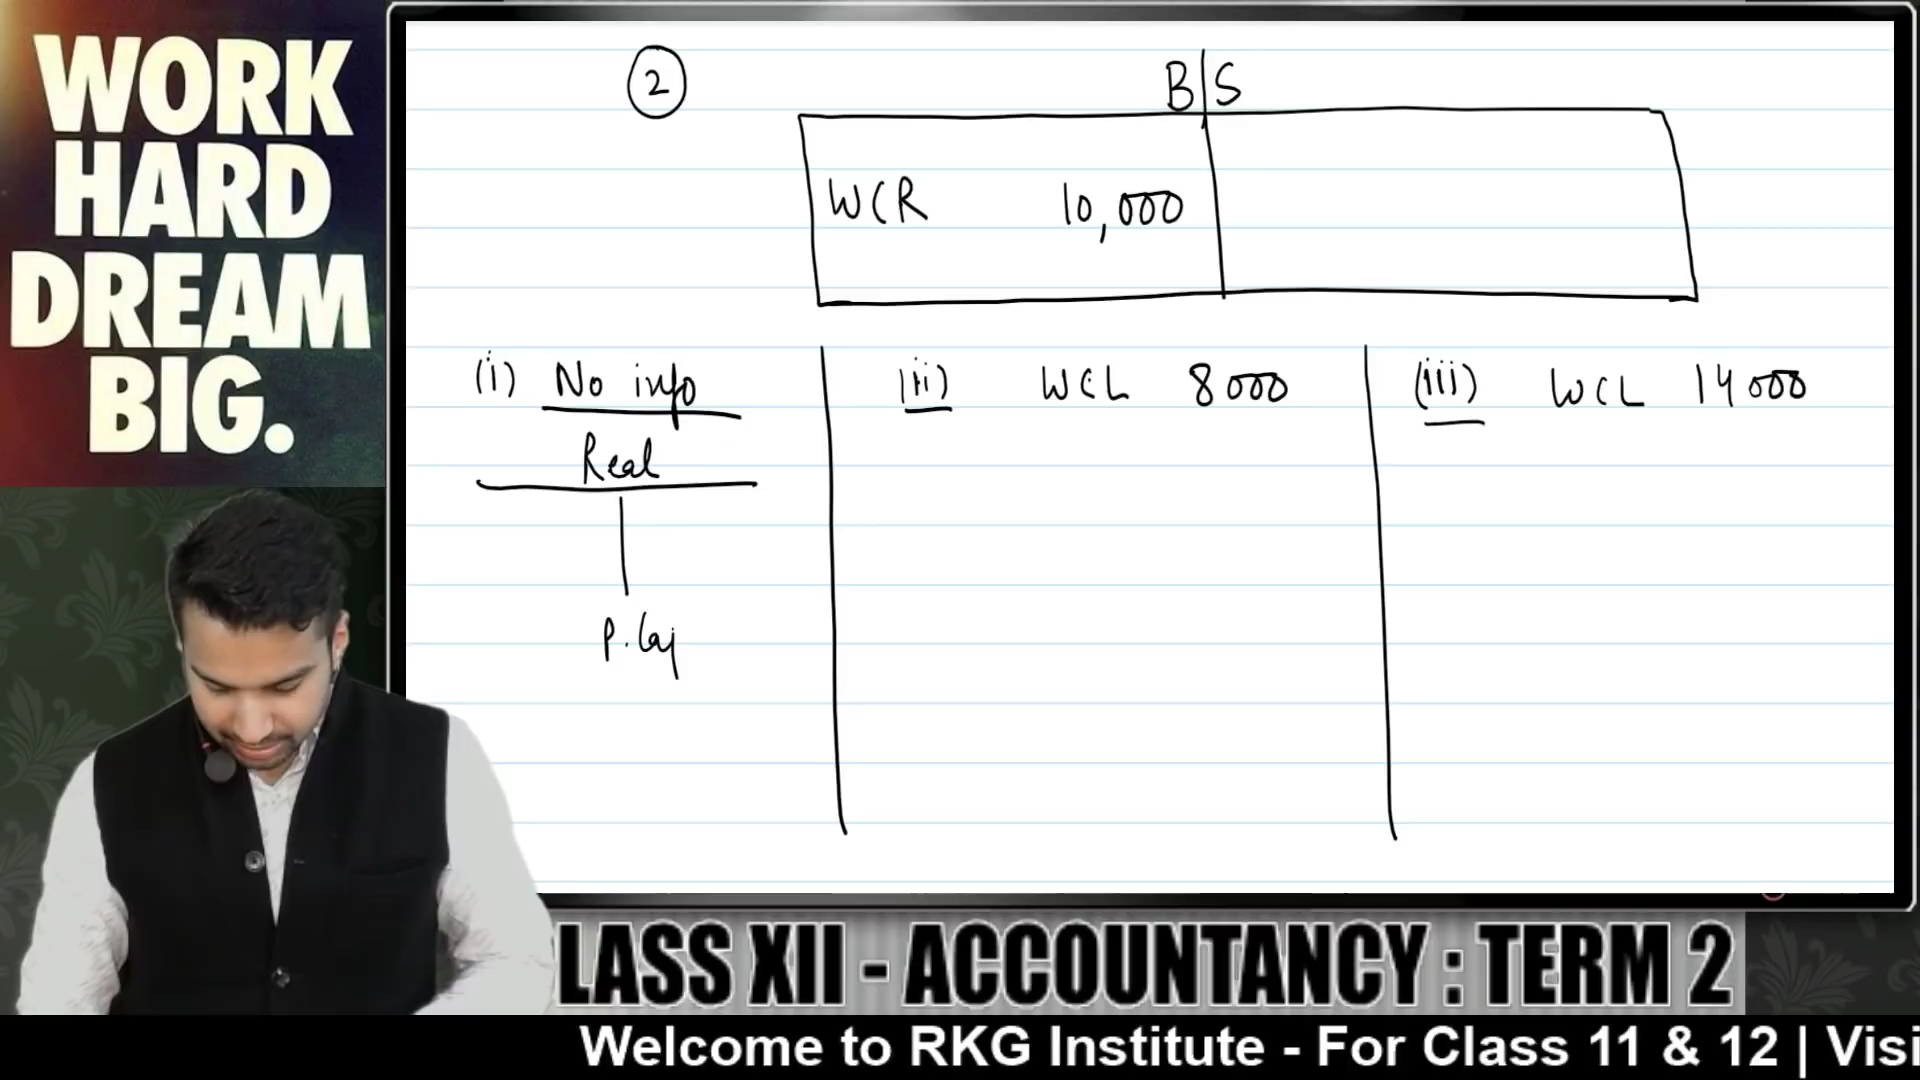 WORK
HARD
DREAM
BIG.
2
B/S
WCR 10,000
(i) No info
Real
(ii) WCL 8000
(iii) WCL 14000
LASS XII - ACCOUNTANCY : TERM 2
Welcome to RKG Institute - For Class 11 & 12 | Visi